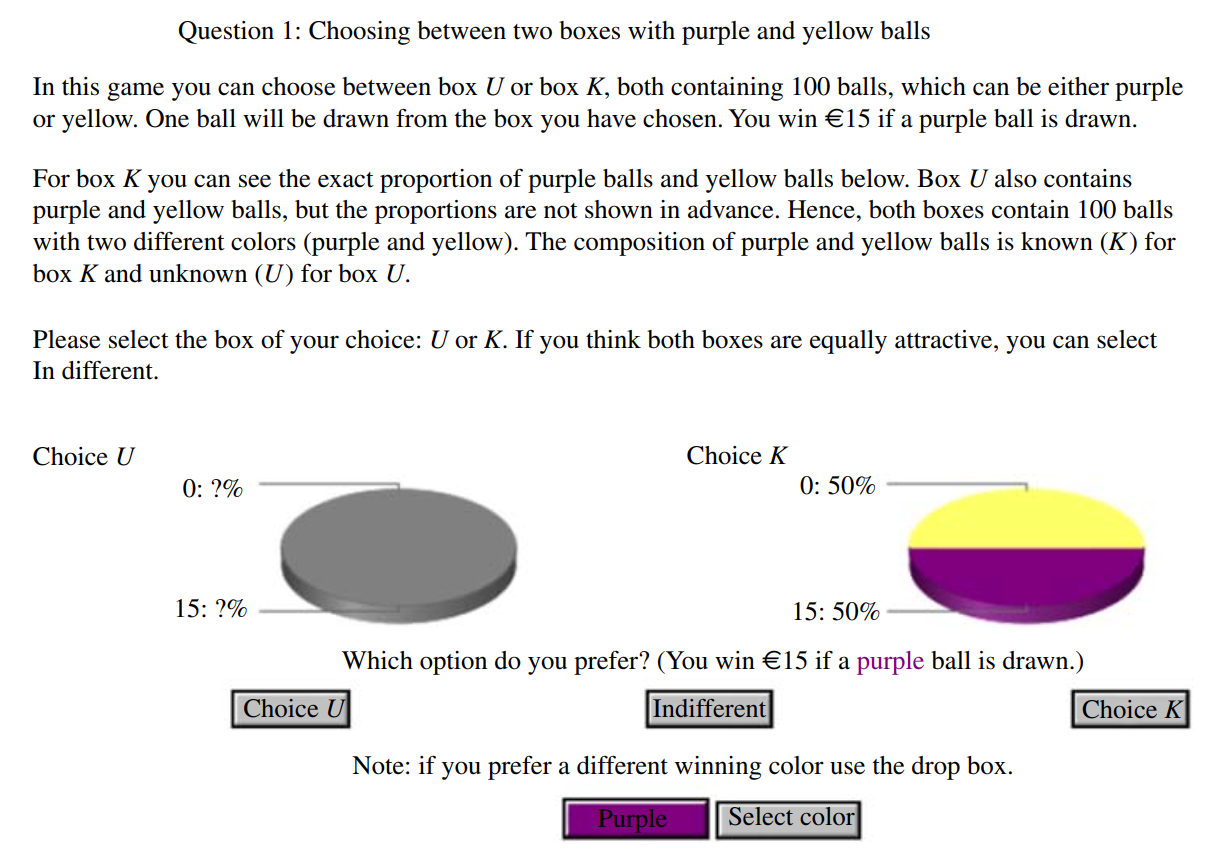 Question 1: Choosing between two boxes with purple and yellow balls
In this game you can choose between box U or box K, both containing 100 balls, which can be either purple
or yellow. One ball will be drawn from the box you have chosen. You win €15 if a purple ball is drawn.
For box K you can see the exact proportion of purple balls and yellow balls below. Box U also contains
purple and yellow balls, but the proportions are not shown in advance. Hence, both boxes contain 100 balls
with two different colors (purple and yellow). The composition of purple and yellow balls is known (K) for
box K and unknown (U) for box U.
Please select the box of your choice: U or K. If you think both boxes are equally attractive, you can select
In different.
Choice U
0: ?%
15: ?%
Choice K
0: 50%
15: 50%
Which option do you prefer? (You win €15 if a purple ball is drawn.)
Choice U
Indifferent
Choice K
Note: if you prefer a different winning color use the drop box.
Purple
Select color